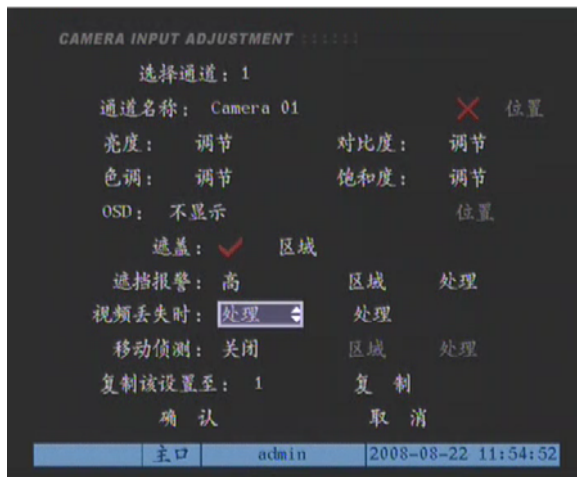 CAMERA INPUT ADJUSTMENT ::::::
选择通道：1
通道名称： Camera 01 位置
亮度： 调节 对比度： 调节
色调： 调节 饱和度： 调节
OSD： 不显示 位置
遮盖： 区域
遮挡报警： 高 区域 处理
视频丢失时： 处理 处理
移动侦测： 关闭 区域 处理
复制该设置至： 1 复 制
确 认 取 消
主口 admin 2008-08-22 11:54:52